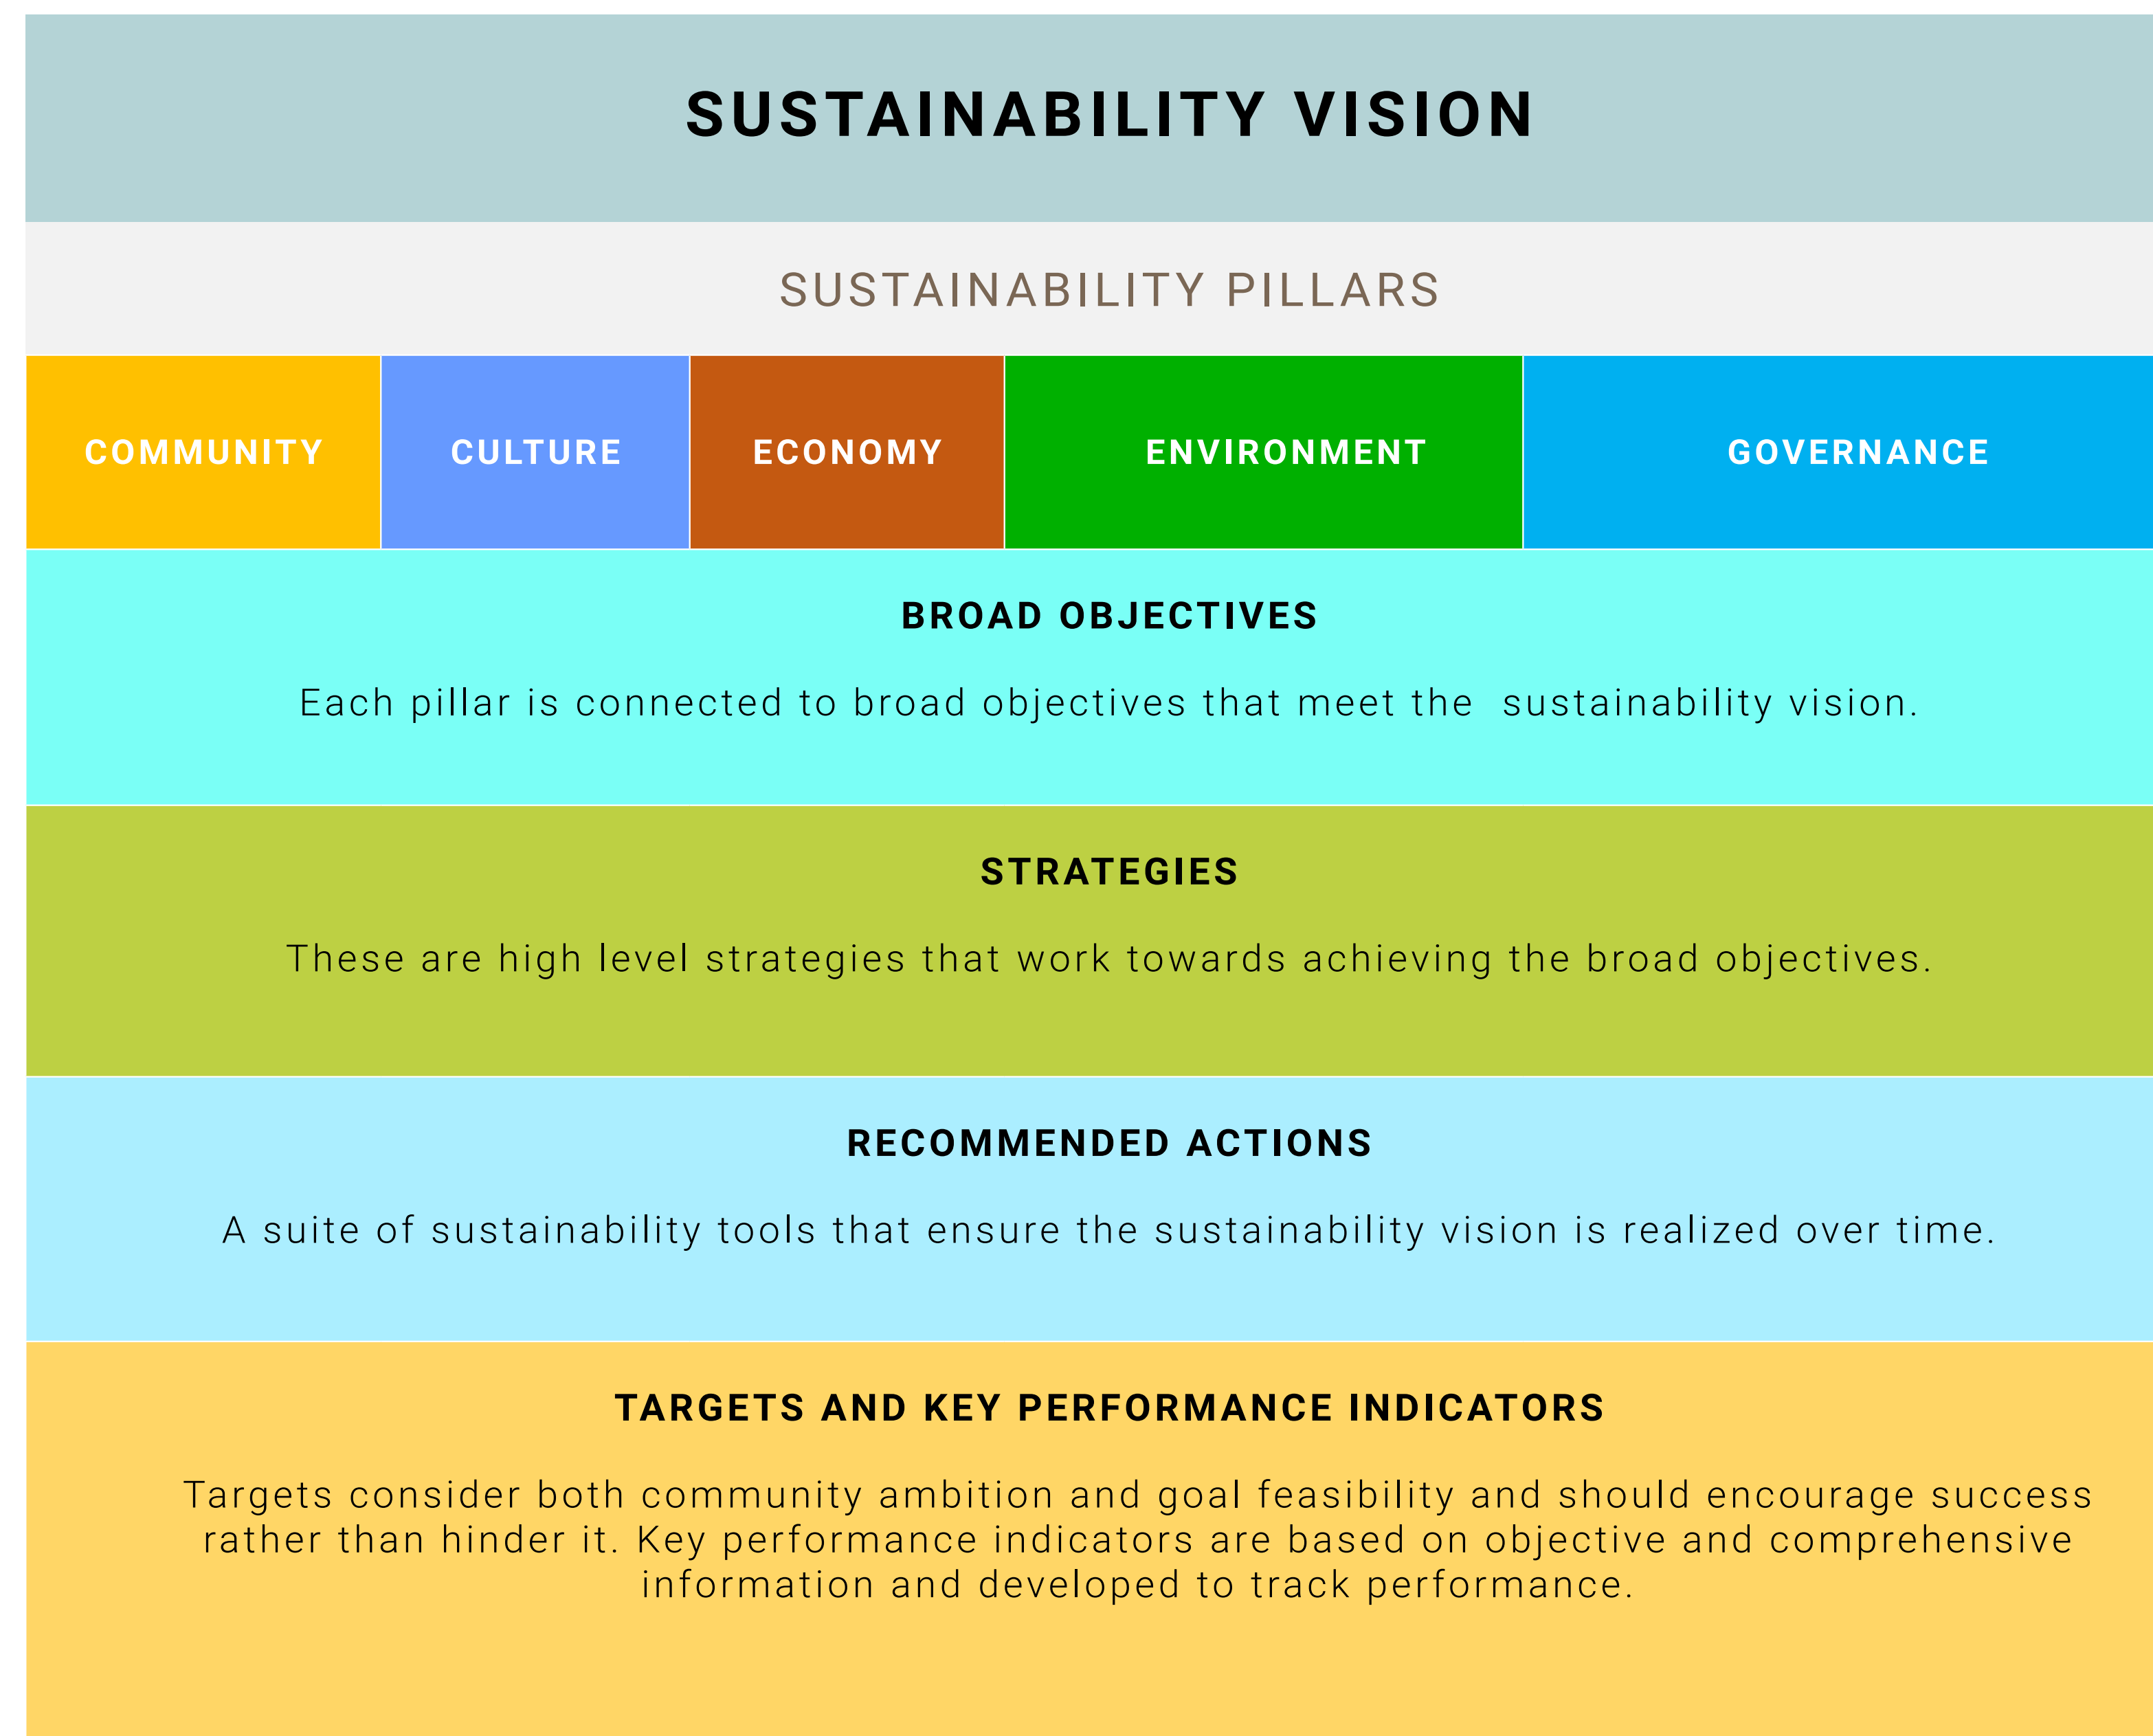 SUSTAINABILITY VISION
SUSTAINABILITY PILLARS
COMMUNITY
CULTURE
ECONOMY
ENVIRONMENT
GOVERNANCE
BROAD OBJECTIVES
Each pillar is connected to broad objectives that meet the  sustainability vision.
STRATEGIES
These are high level strategies that work towards achieving the broad objectives.
RECOMMENDED ACTIONS
A suite of sustainability tools that ensure the sustainability vision is realized over time.
TARGETS AND KEY PERFORMANCE INDICATORS
Targets consider both community ambition and goal feasibility and should encourage success
rather than hinder it. Key performance indicators are based on objective and comprehensive
information and developed to track performance.